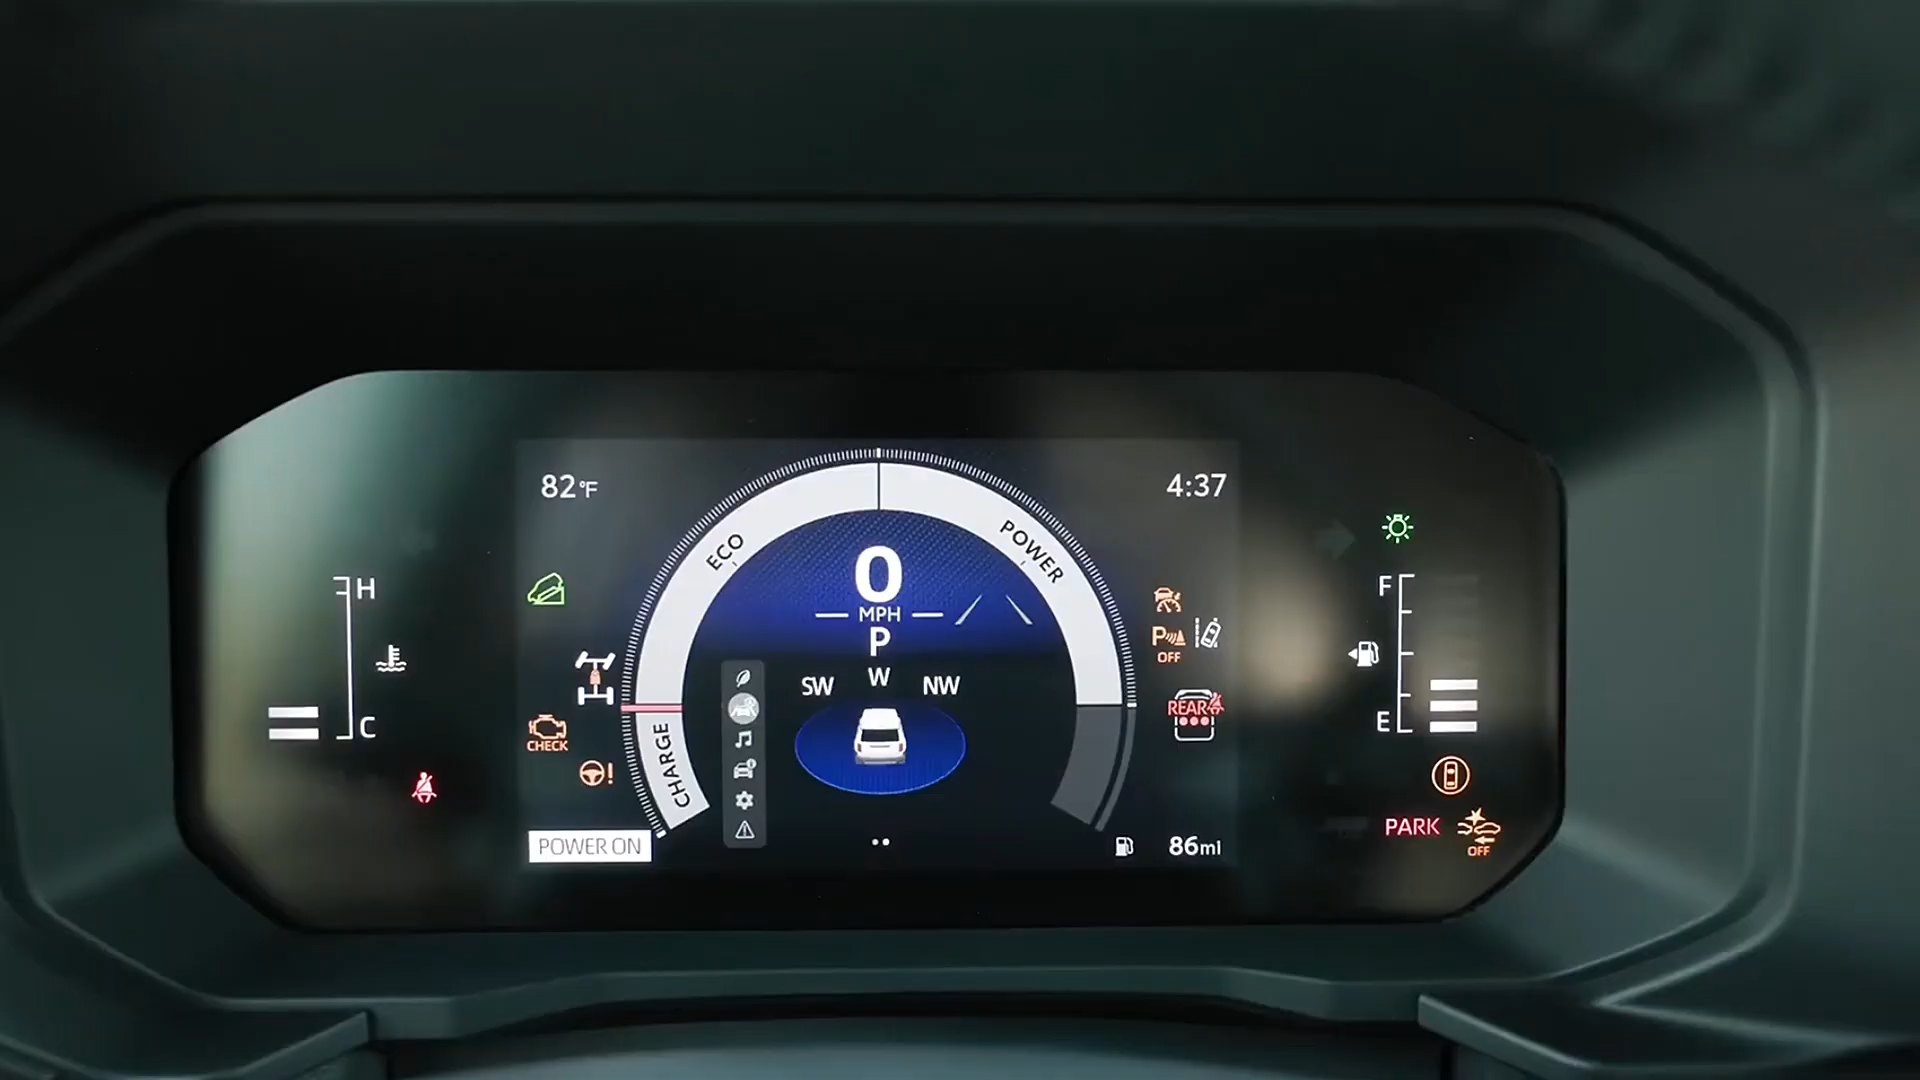 82°F
4:37
ECO
POWER
0
MPH
P
H
F
P
OFF
SW
W
NW
REAR
C
E
CHECK
CHARGE
PARK
OFF
POWER ON
86mi